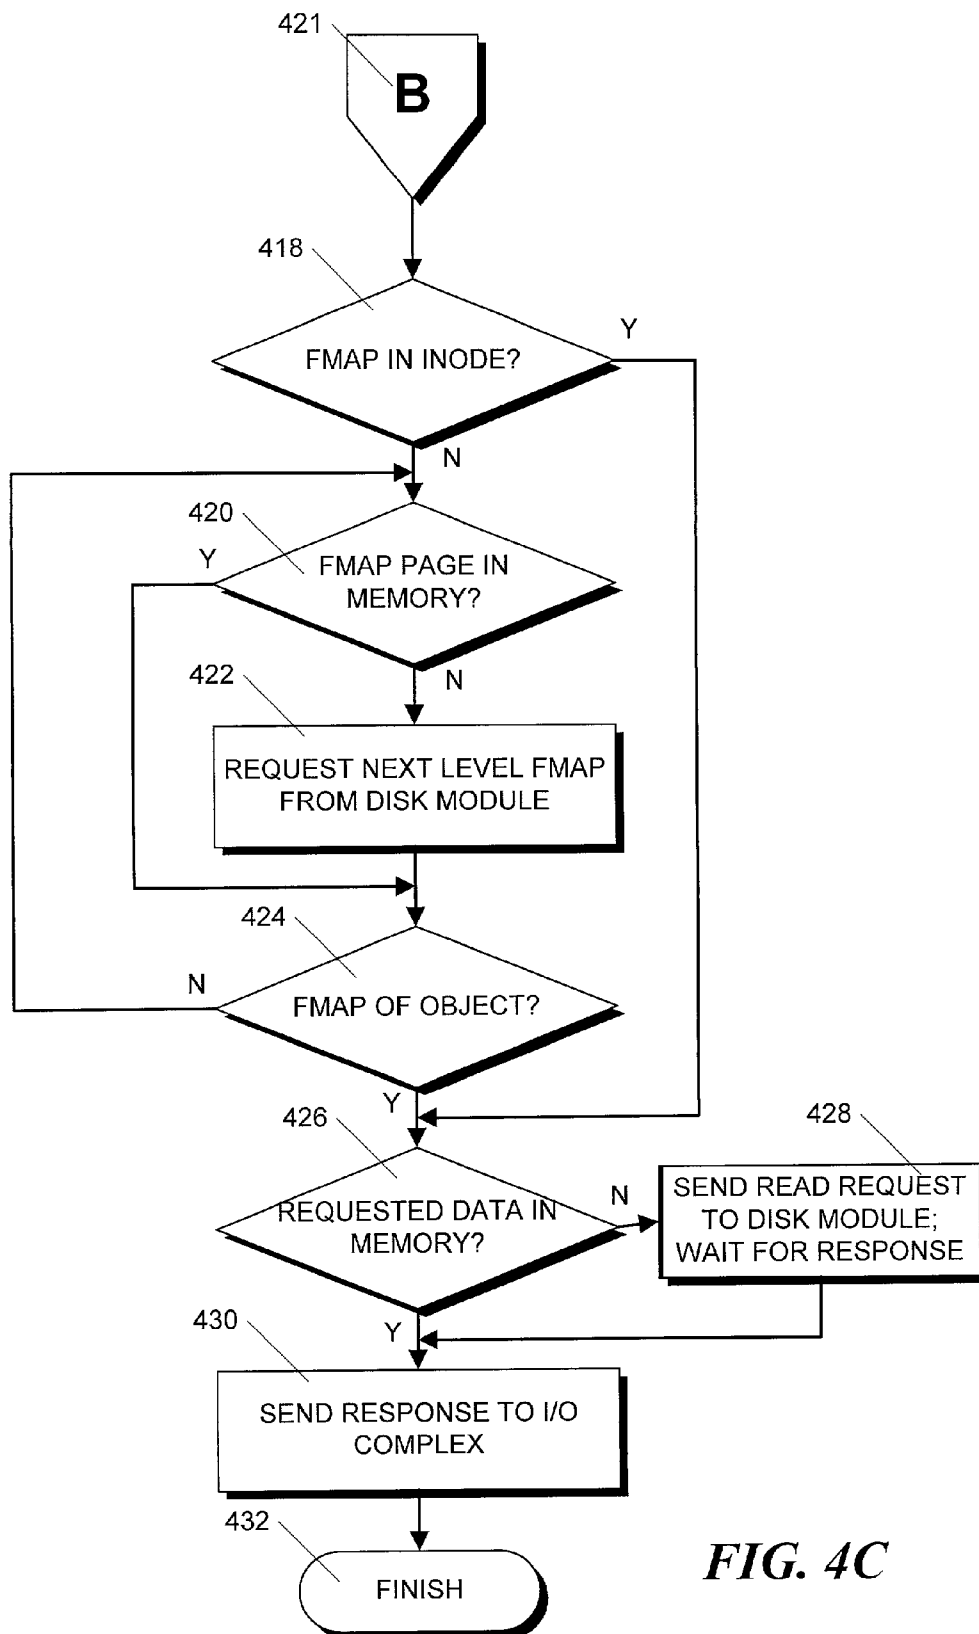 421
B
418
FMAP IN INODE?
Y
N
420
Y
FMAP PAGE IN
MEMORY?
N
422
REQUEST NEXT LEVEL FMAP
FROM DISK MODULE
424
N
FMAP OF OBJECT?
Y
426
428
REQUESTED DATA IN
MEMORY?
N
SEND READ REQUEST
TO DISK MODULE;
WAIT FOR RESPONSE
Y
430
SEND RESPONSE TO I/O
COMPLEX
432
FINISH
FIG. 4C